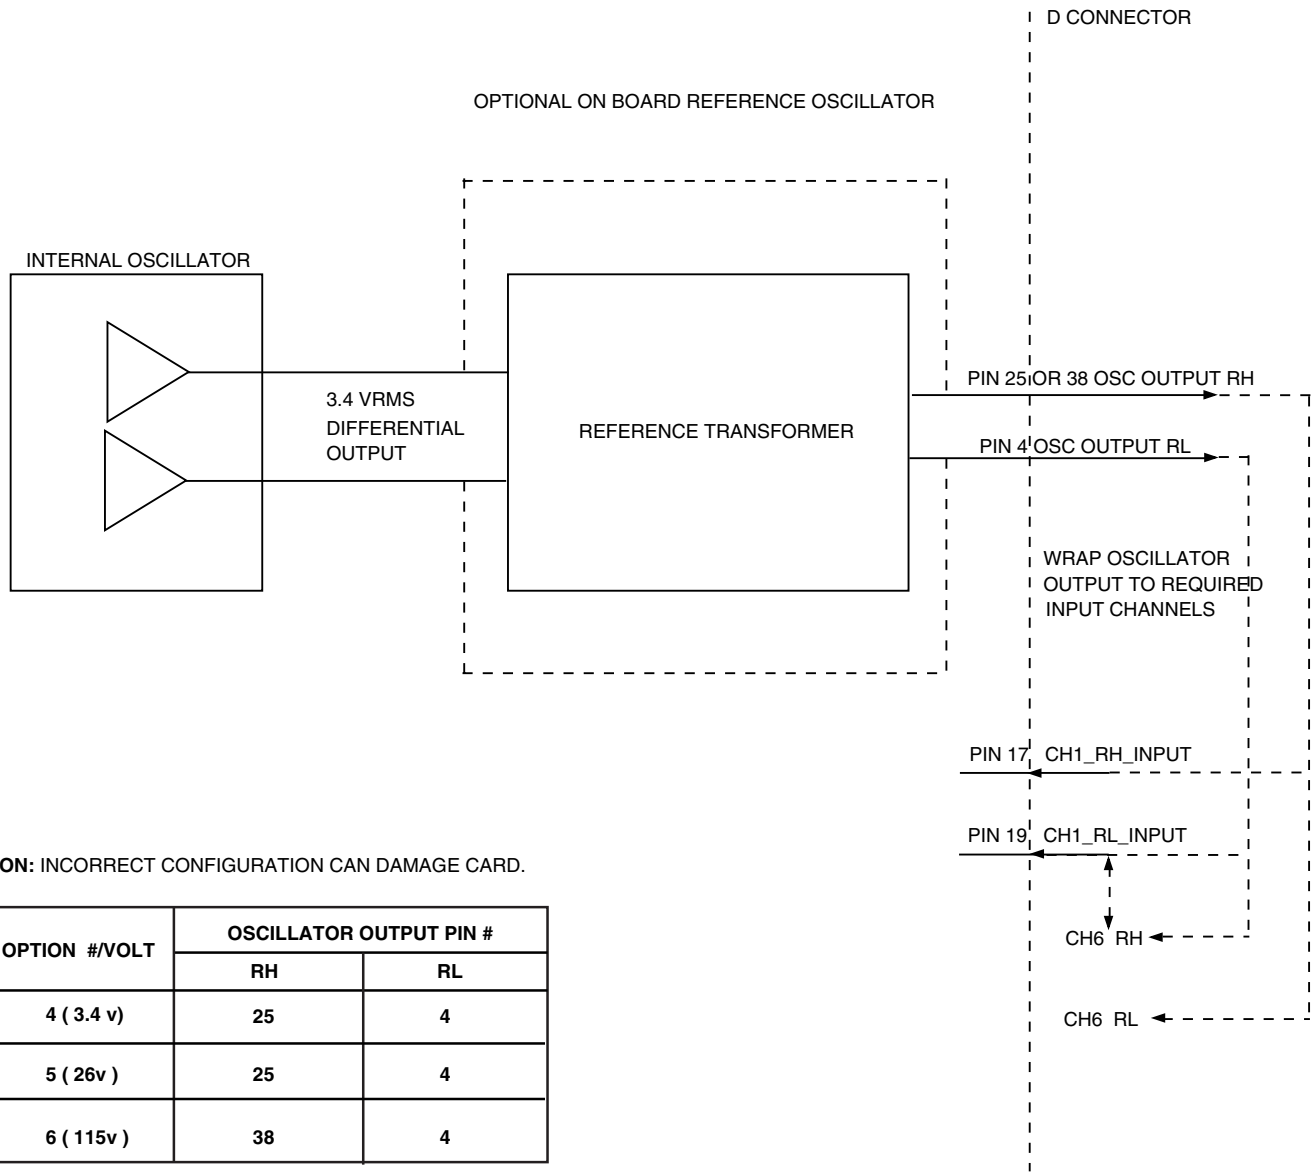 D CONNECTOR
OPTIONAL ON BOARD REFERENCE OSCILLATOR
INTERNAL OSCILLATOR
3.4 VRMS
DIFFERENTIAL
OUTPUT
REFERENCE TRANSFORMER
PIN 25 OR 38 OSC OUTPUT RH
PIN 4 OSC OUTPUT RL
WRAP OSCILLATOR
OUTPUT TO REQUIRED
INPUT CHANNELS
PIN 17 CH1_RH_INPUT
PIN 19 CH1_RL_INPUT
CH6 RH
CH6 RL
ON: INCORRECT CONFIGURATION CAN DAMAGE CARD.
OPTION #/VOLT OSCILLATOR OUTPUT PIN #
RH RL
4 ( 3.4 v) 25 4
5 ( 26v ) 25 4
6 ( 115v ) 38 4